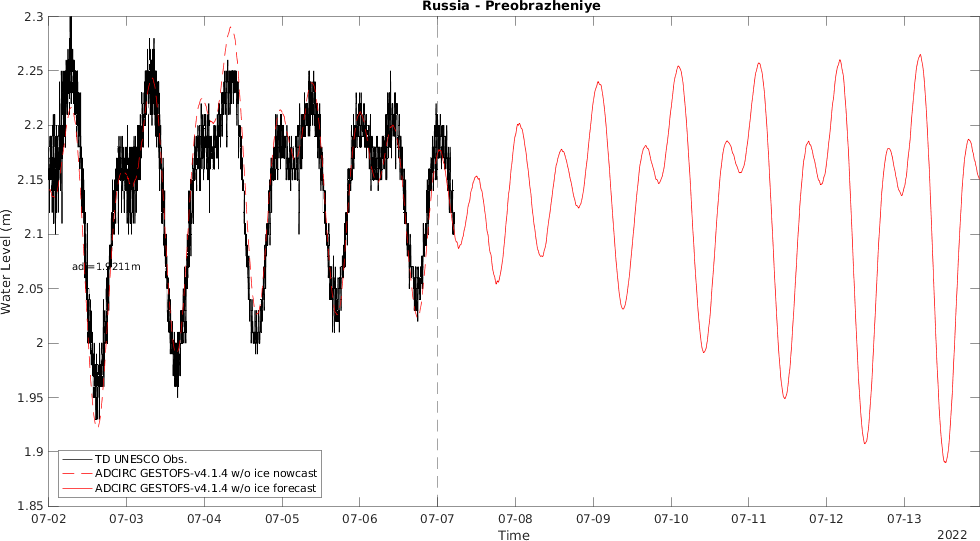 Russia - Preobrazheniye
2.3
2.25
2.2
2.15
2.1
2.05
2
1.95
1.9
1.85
Water Level (m)
adj=1.9211m
TD UNESCO Obs.
ADCIRC GESTOFS-v4.1.4 w/o ice nowcast
ADCIRC GESTOFS-v4.1.4 w/o ice forecast
07-02 07-03 07-04 07-05 07-06 07-07 07-08 07-09 07-10 07-11 07-12 07-13
Time
2022